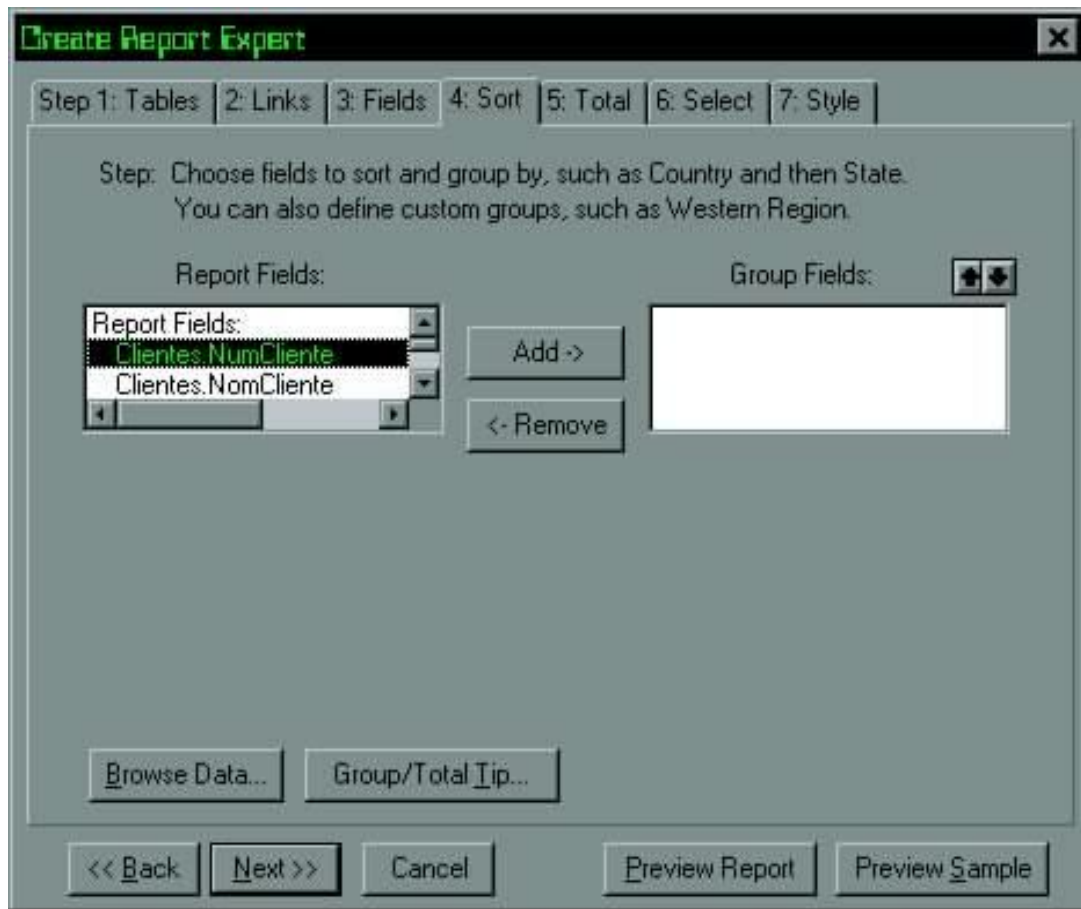 Create Report Expert
Step 1: Tables 2: Links 3: Fields 4: Sort 5: Total 6: Select 7: Style
Step: Choose fields to sort and group by, such as Country and then State.
You can also define custom groups, such as Western Region.
Report Fields: Group Fields:
Report Fields:
Clientes.NumCliente
Clientes.NomCliente
Add ->
<- Remove
Browse Data... Group/Total Tip...
<< Back Next >> Cancel Preview Report Preview Sample